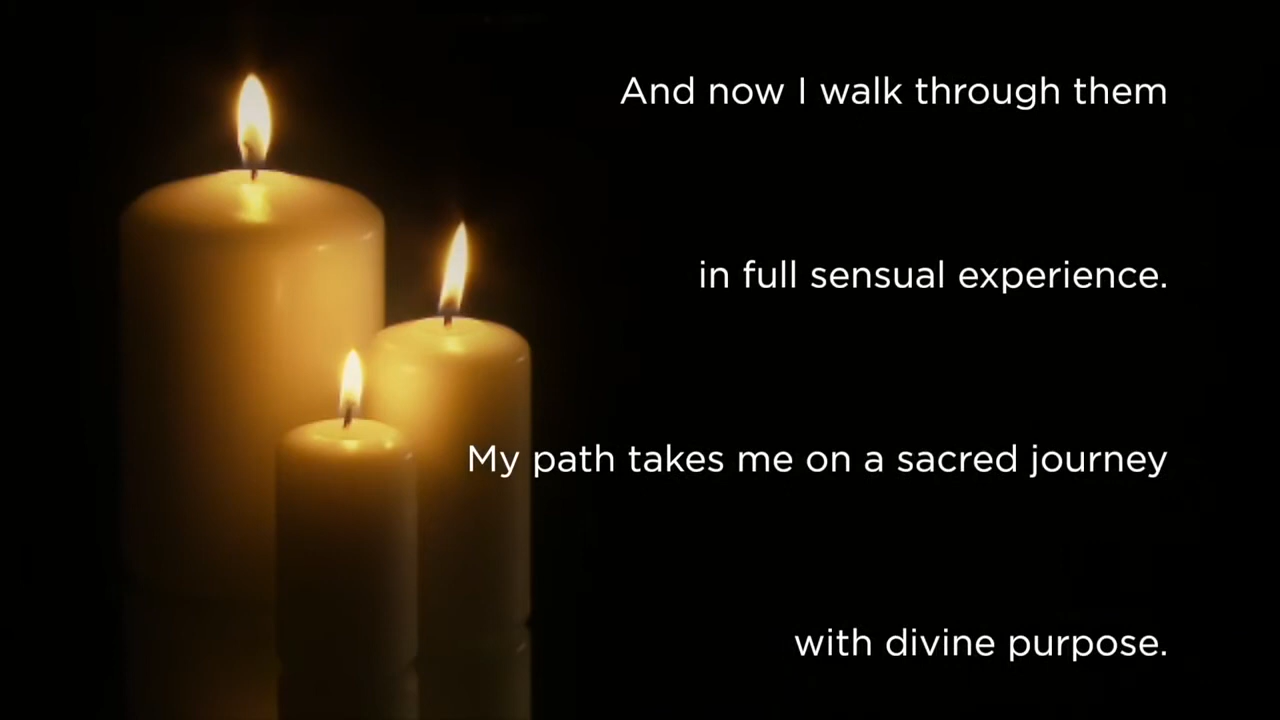 And now I walk through them
in full sensual experience.
My path takes me on a sacred journey
with divine purpose.